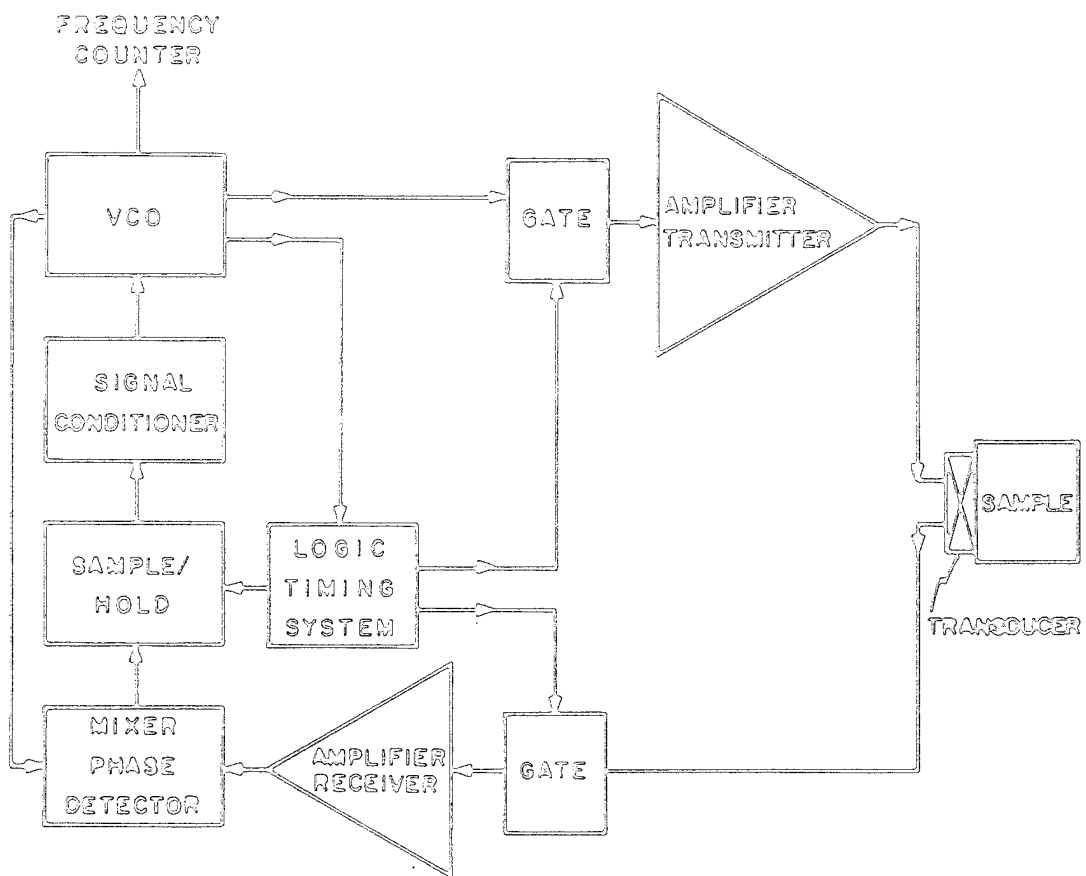 FREQUENCY
COUNTER
VCO
GATE
AMPLIFIER
TRANSMITTER
SIGNAL
CONDITIONER
SAMPLE
TRANSDUCER
SAMPLE/
HOLD
LOGIC
TIMING
SYSTEM
MIXER
PHASE
DETECTOR
AMPLIFIER
RECEIVER
GATE